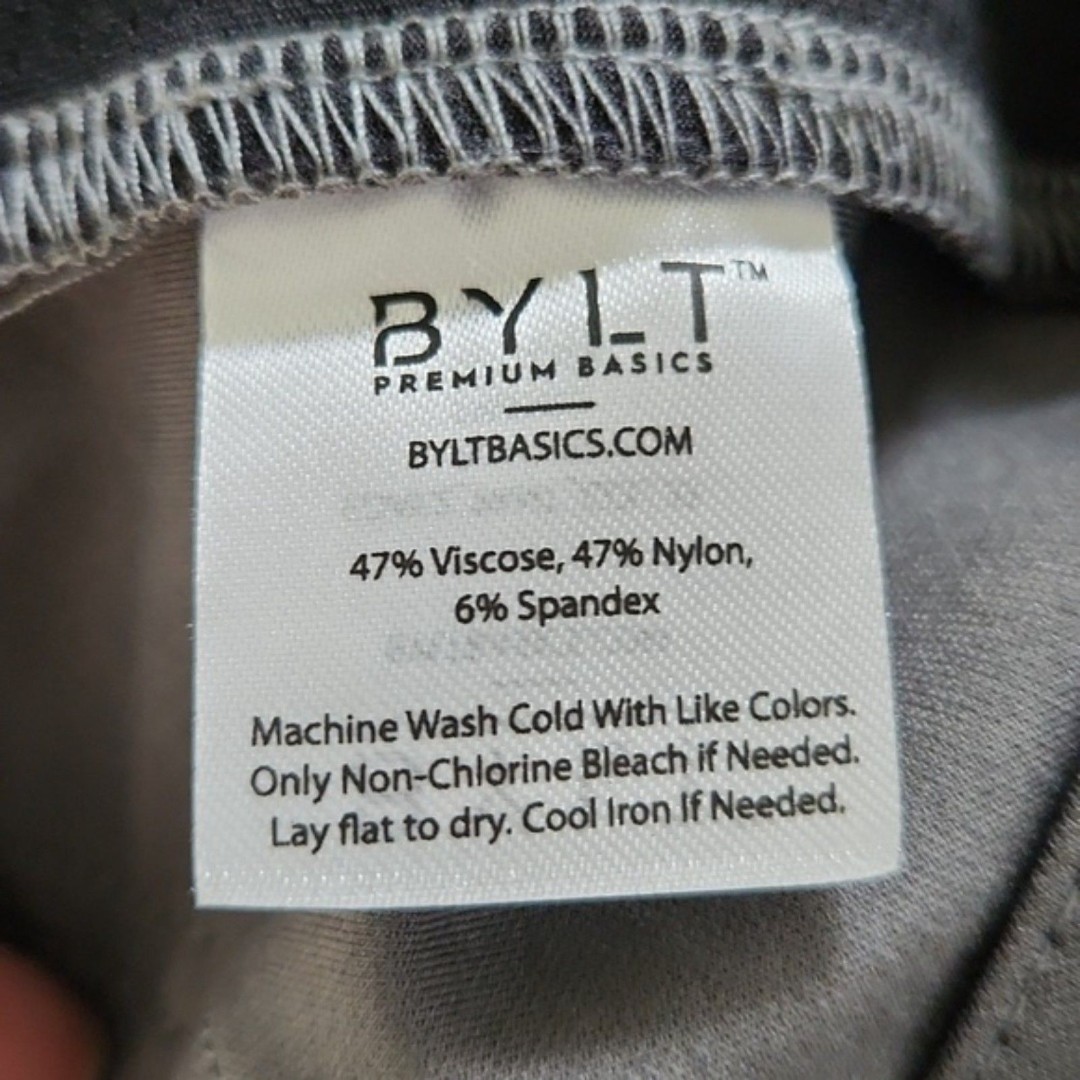 BYLT™
PREMIUM BASICS
BYLTBASICS.COM
47% Viscose, 47% Nylon,
6% Spandex
Machine Wash Cold With Like Colors.
Only Non-Chlorine Bleach if Needed.
Lay flat to dry. Cool Iron If Needed.